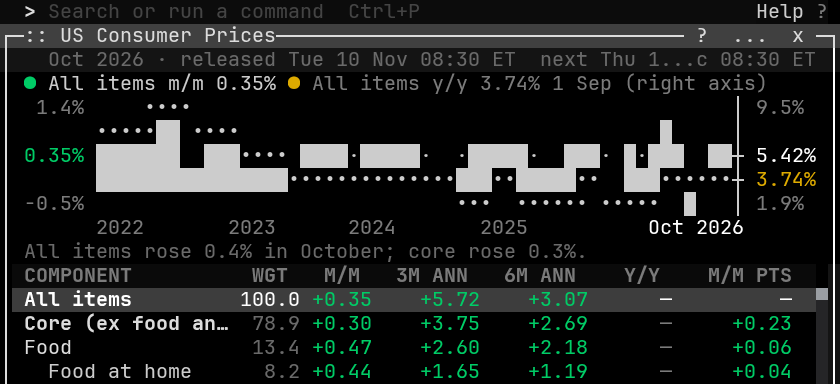 > Search or run a command  Ctrl+P  Help ?
:: US Consumer Prices  ?  ...  x
Oct 2026 · released Tue 10 Nov 08:30 ET  next Thu 1...c 08:30 ET
● All items m/m 0.35% ● All items y/y 3.74% 1 Sep (right axis)
1.4%  9.5%
0.35%  5.42%
3.74%
-0.5%  1.9%
2022  2023  2024  2025  Oct 2026
All items rose 0.4% in October; core rose 0.3%.
COMPONENT  WGT  M/M  3M ANN  6M ANN  Y/Y  M/M PTS
All items  100.0  +0.35  +5.72  +3.07  —  —
Core (ex food an…  78.9  +0.30  +3.75  +2.69  —  +0.23
Food  13.4  +0.47  +2.60  +2.18  —  +0.06
Food at home  8.2  +0.44  +1.65  +1.19  —  +0.04